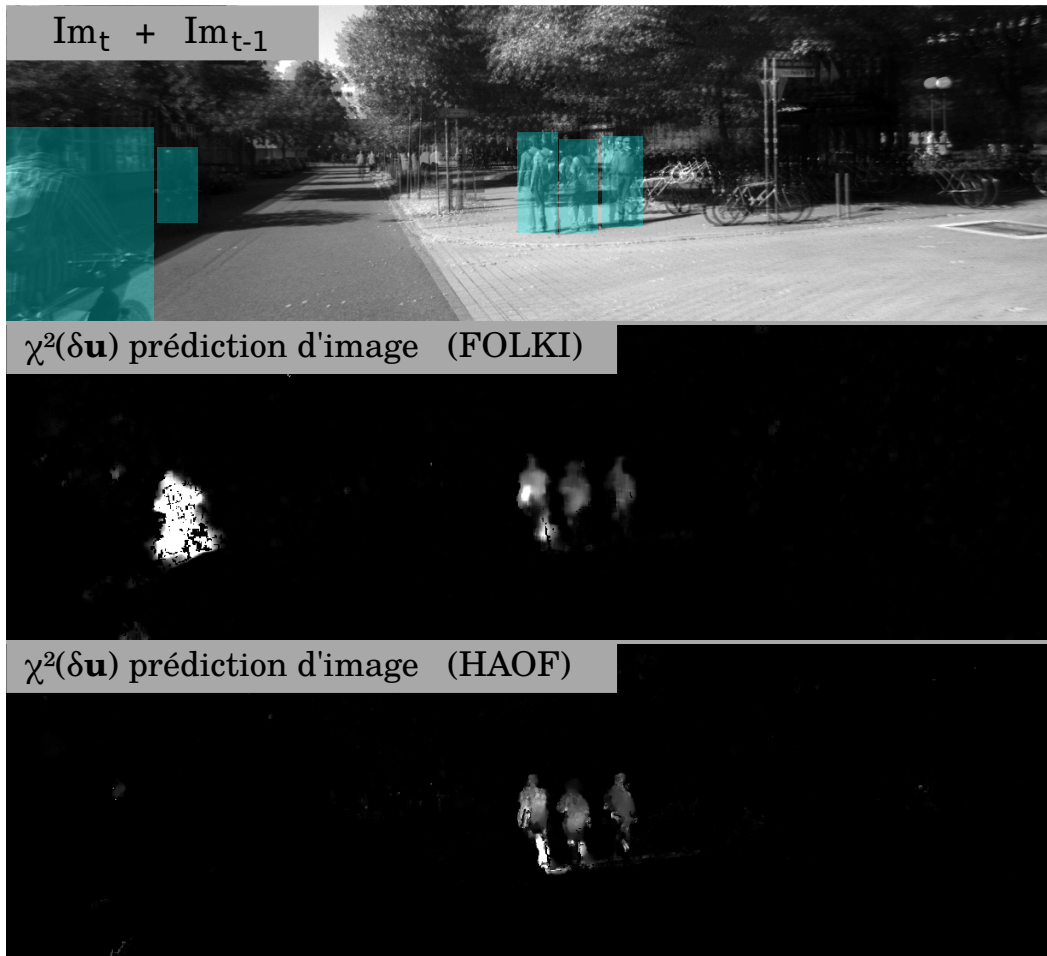 Imₜ + Imₜ₋₁
χ²(δu) prédiction d'image (FOLKI)
χ²(δu) prédiction d'image (HAOF)